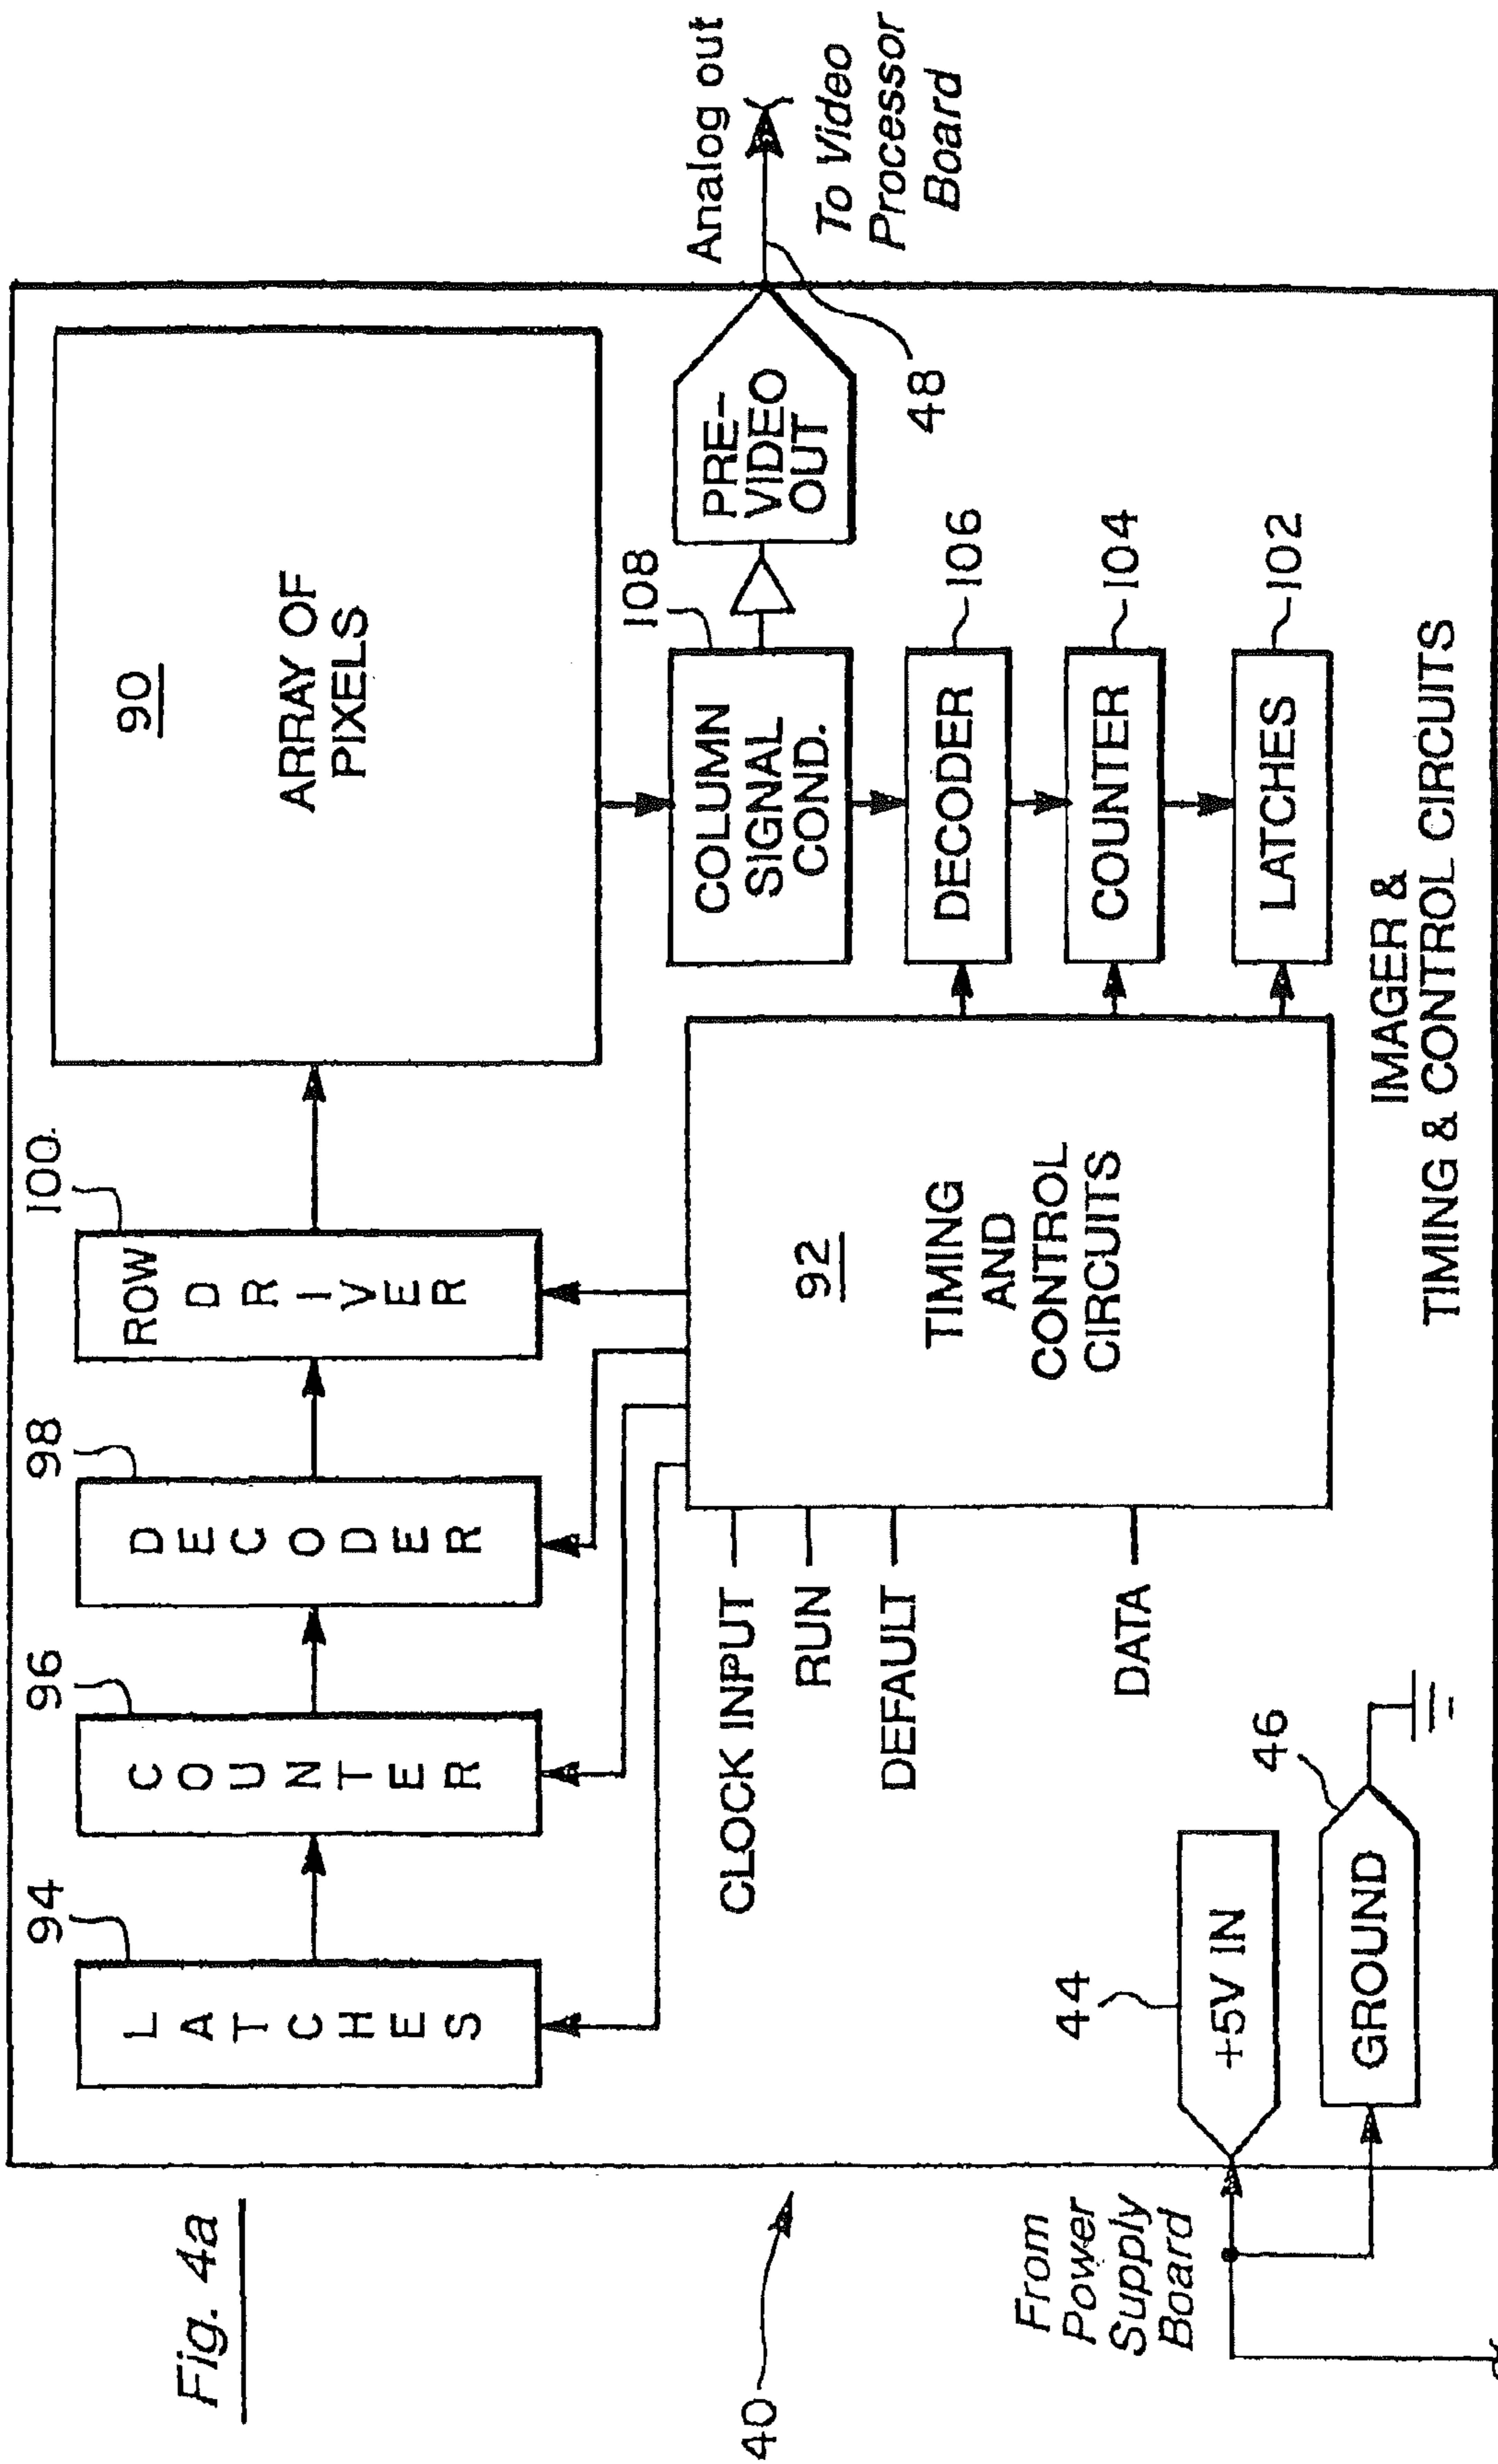 Fig. 4a
40
94
96
98
100
LATCHES
COUNTER
DECODER
ROW
DRIVER
90
ARRAY OF
PIXELS
92
TIMING
AND
CONTROL
CIRCUITS
CLOCK INPUT
RUN
DEFAULT
DATA
108
COLUMN
SIGNAL
COND.
PRE-
VIDEO
OUT
Analog out
48
To Video
Processor
Board
DECODER
106
COUNTER
104
LATCHES
102
From
Power
Supply
Board
44
+5V IN
46
GROUND
IMAGER &
TIMING & CONTROL CIRCUITS